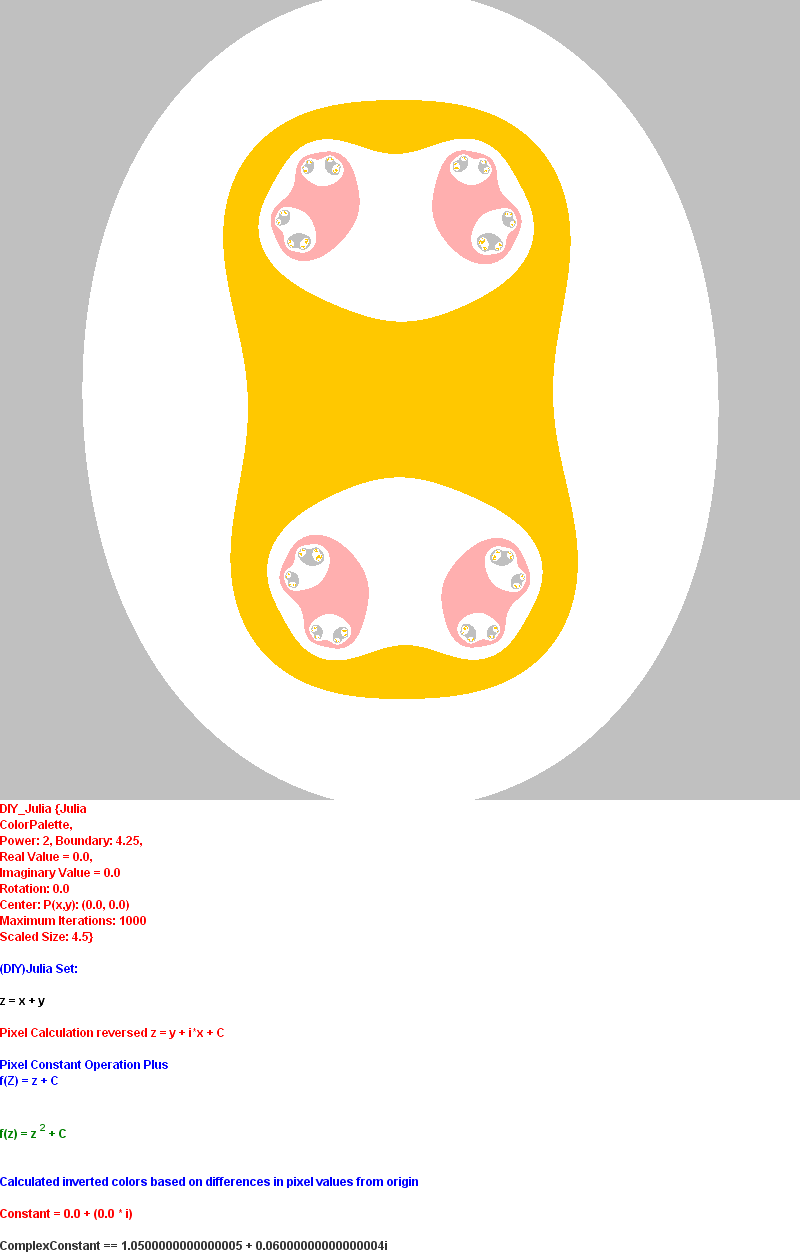 DIY_Julia {Julia
ColorPalette,
Power: 2, Boundary: 4.25,
Real Value = 0.0,
Imaginary Value = 0.0
Rotation: 0.0
Center: P(x,y): (0.0, 0.0)
Maximum Iterations: 1000
Scaled Size: 4.5}
(DIY)Julia Set:
z = x + y
Pixel Calculation reversed z = y + i*x + C
Pixel Constant Operation Plus
f(Z) = z + C
f(z) = z 2 + C
Calculated inverted colors based on differences in pixel values from origin
Constant = 0.0 + (0.0 * i)
ComplexConstant == 1.0500000000000005 + 0.06000000000000004i